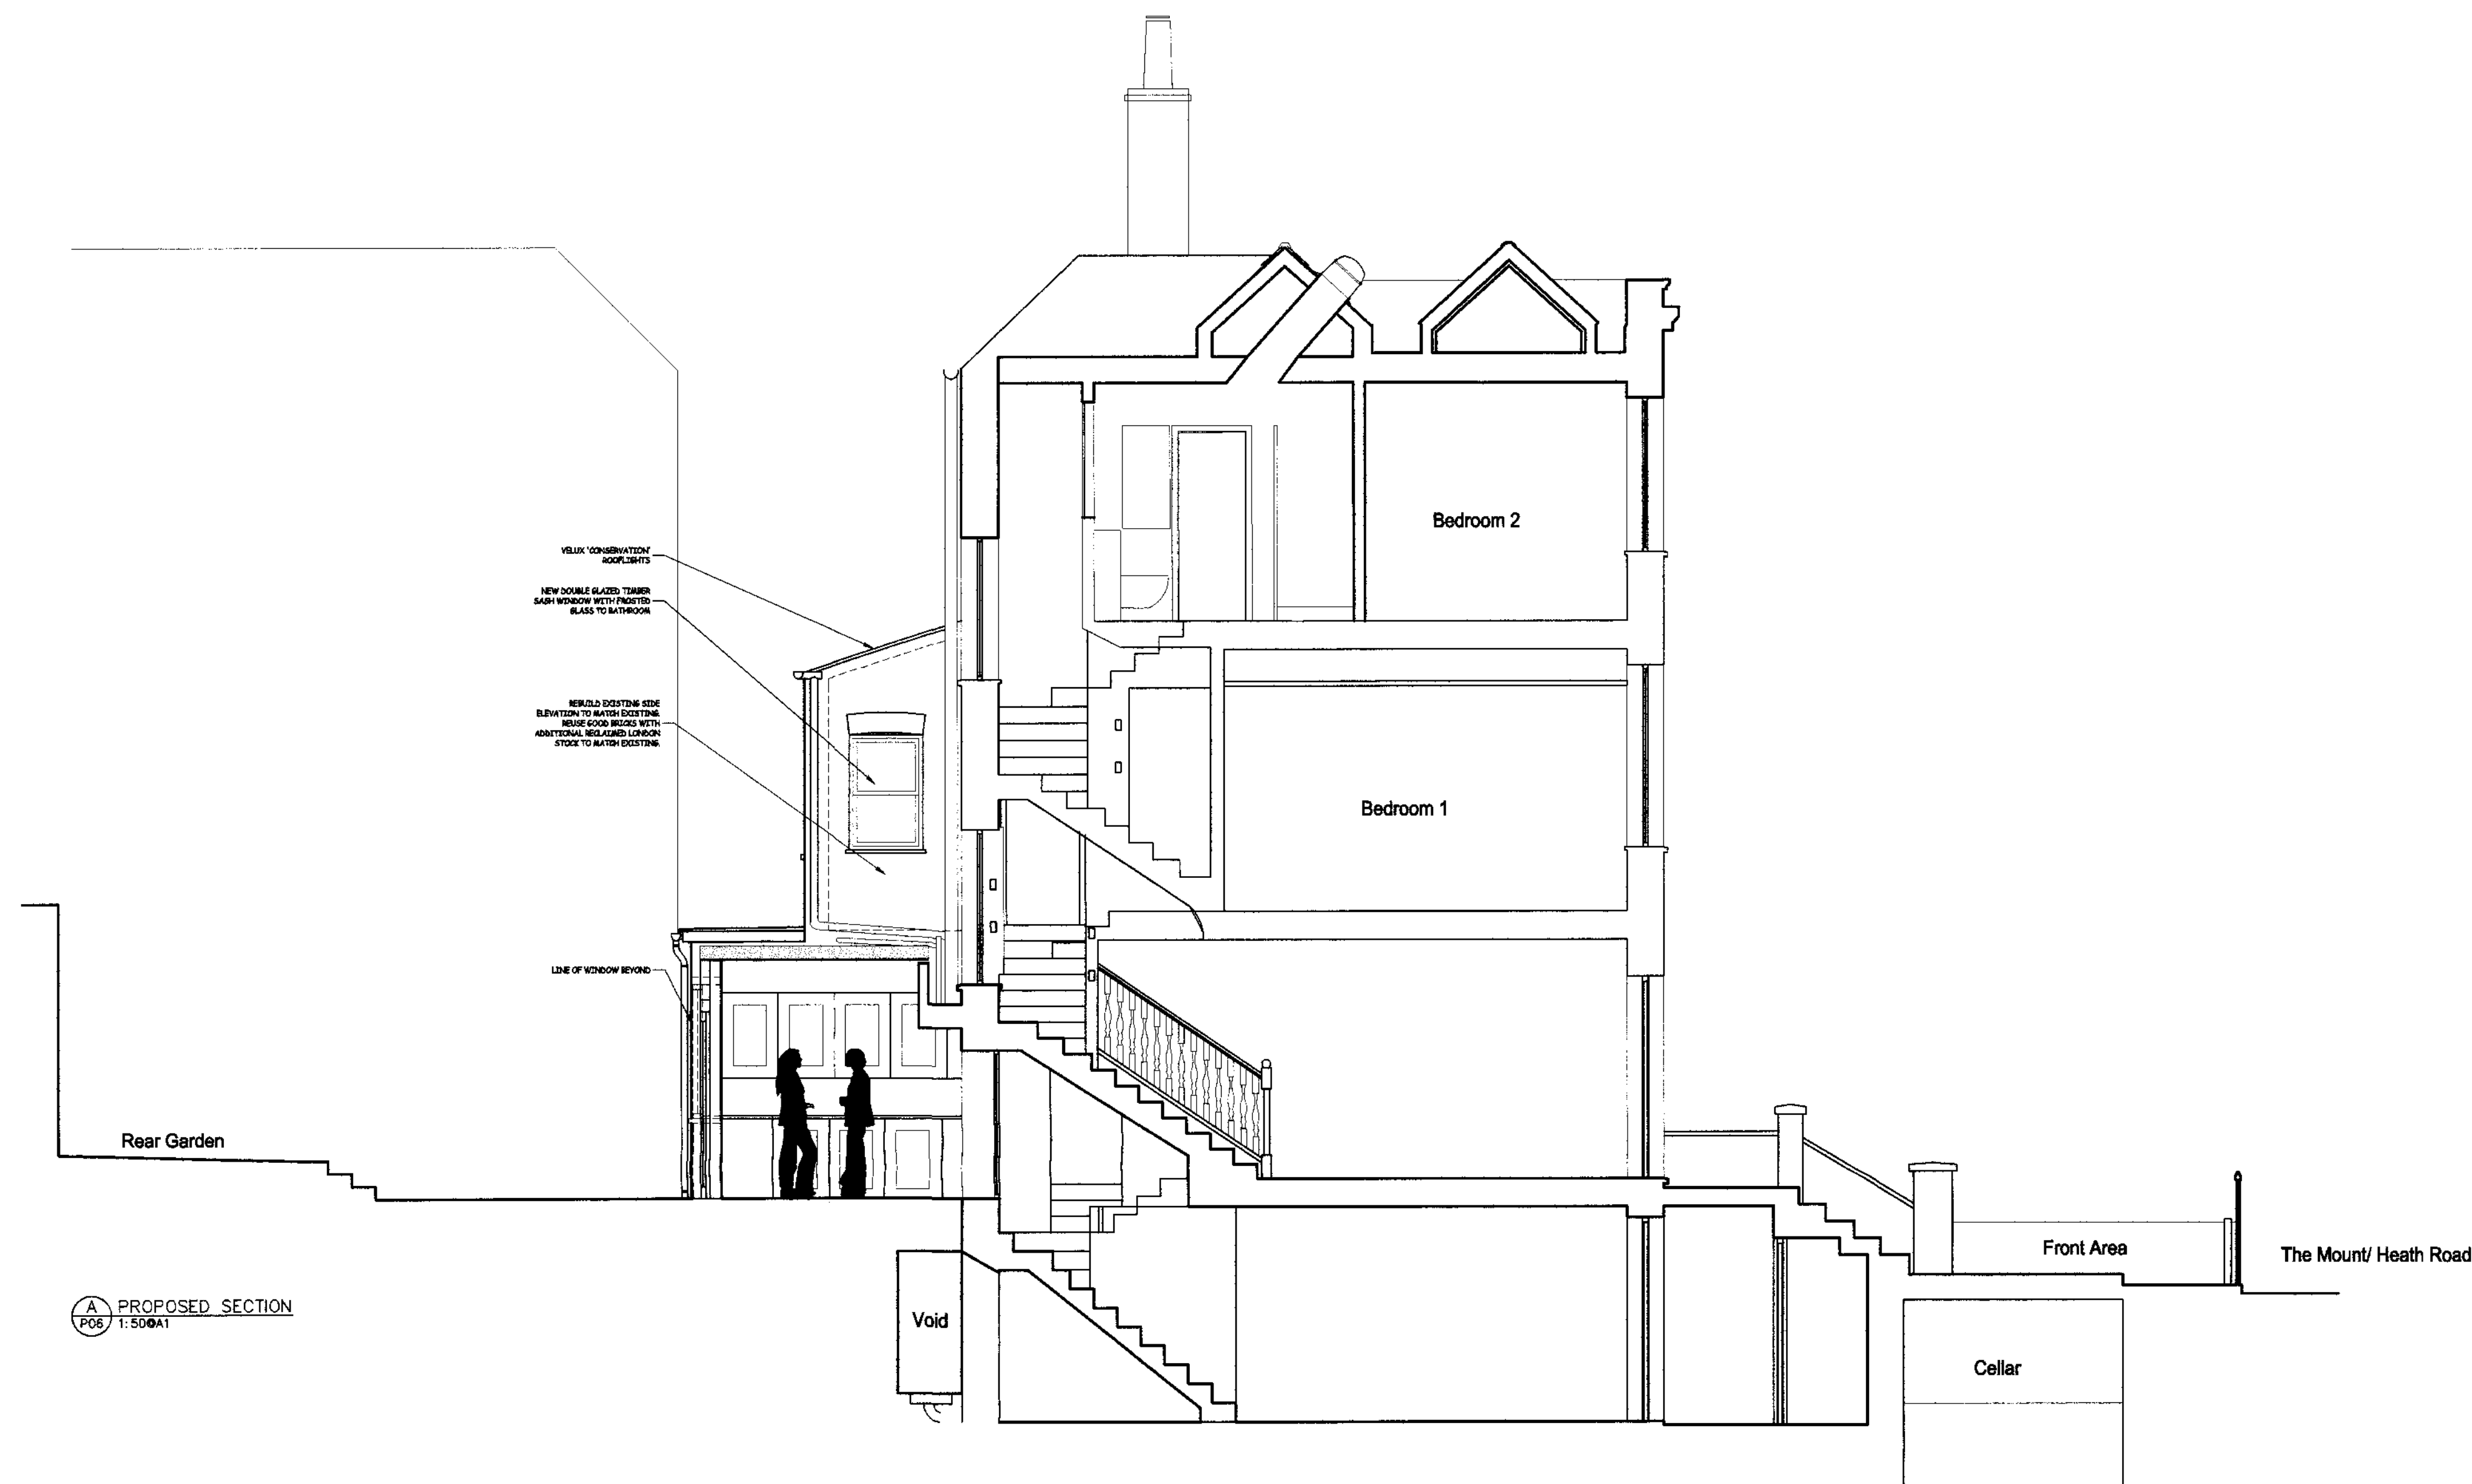 VELUX 'CONSERVATION'
ROOFLIGHTS
NEW DOUBLE GLAZED TIMBER
SASH WINDOW WITH FROSTED
GLASS TO BATHROOM
REBUILD EXISTING SIDE
ELEVATION TO MATCH EXISTING.
REUSE GOOD BRICKS WITH
ADDITIONAL RECLAIMED LONDON
STOCK TO MATCH EXISTING.
LINE OF WINDOW BEYOND
Bedroom 2
Bedroom 1
Rear Garden
Front Area
The Mount/ Heath Road
Void
Cellar
A PROPOSED SECTION
P06 1:50@A1